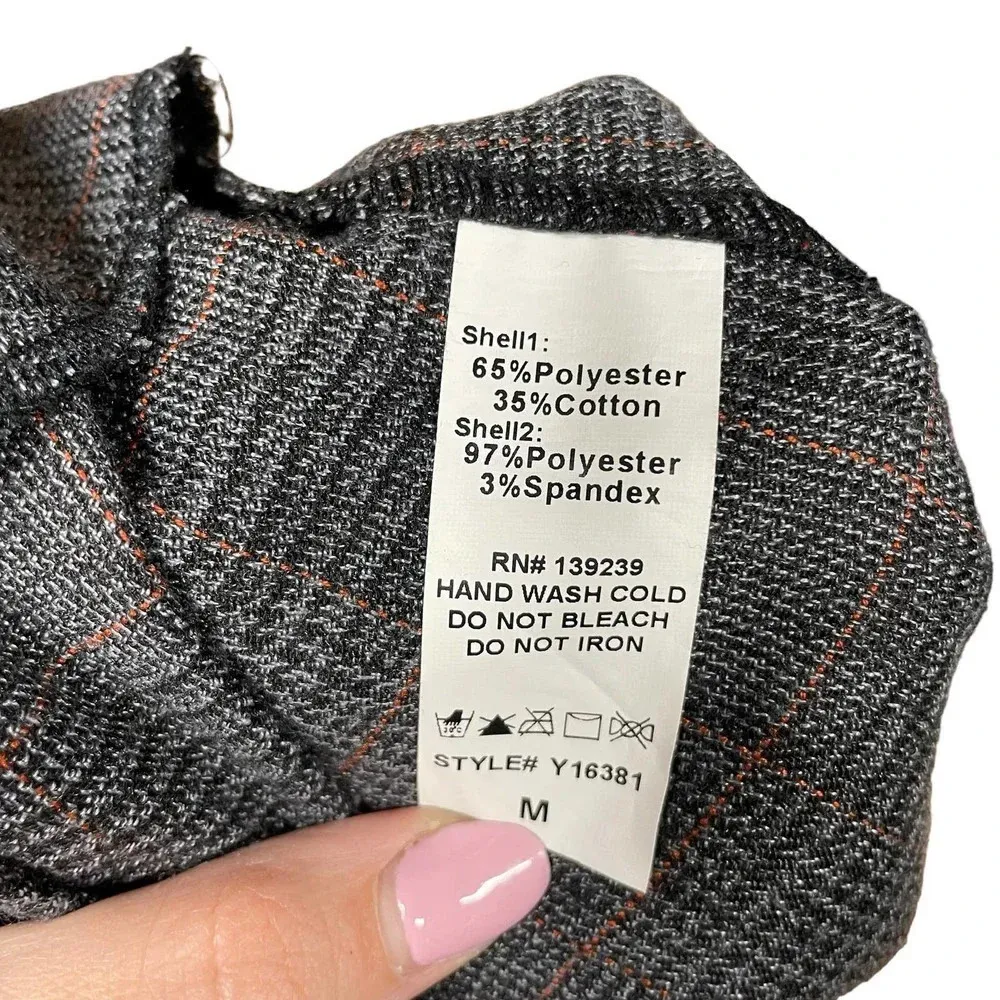 Shell1:
65%Polyester
35%Cotton
Shell2:
97%Polyester
3%Spandex
RN# 139239
HAND WASH COLD
DO NOT BLEACH
DO NOT IRON
30°C
STYLE# Y16381
M